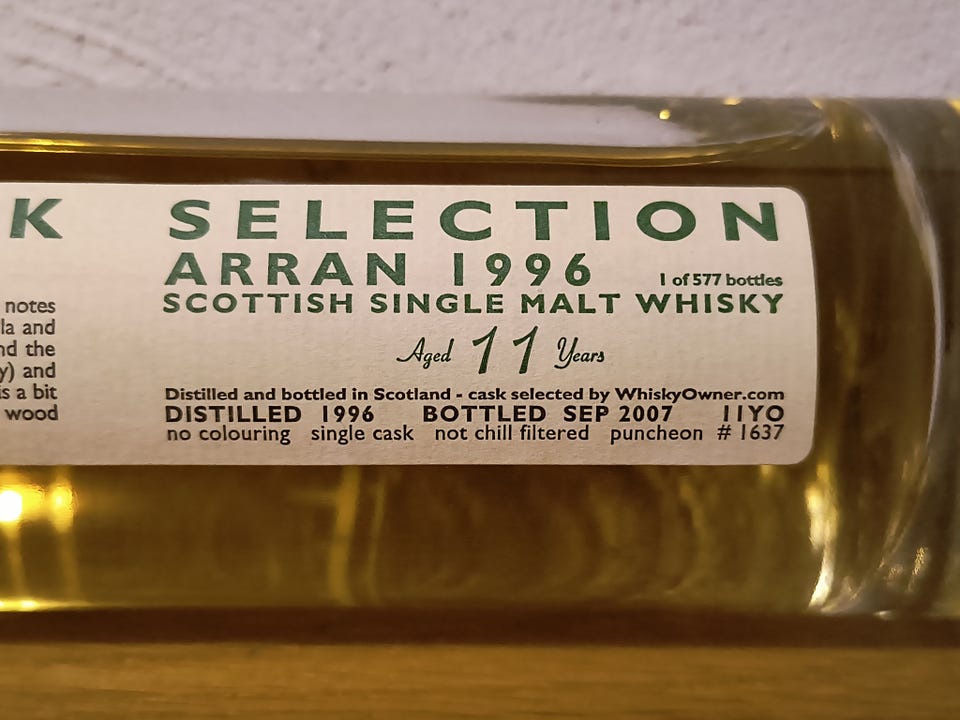 K
notes
la and
nd the
y) and
is a bit
wood
SELECTION
ARRAN 1996 1 of 577 bottles
SCOTTISH SINGLE MALT WHISKY
Aged 11 Years
Distilled and bottled in Scotland - cask selected by WhiskyOwner.com
DISTILLED 1996 BOTTLED SEP 2007 11YO
no colouring single cask not chill filtered puncheon # 1637